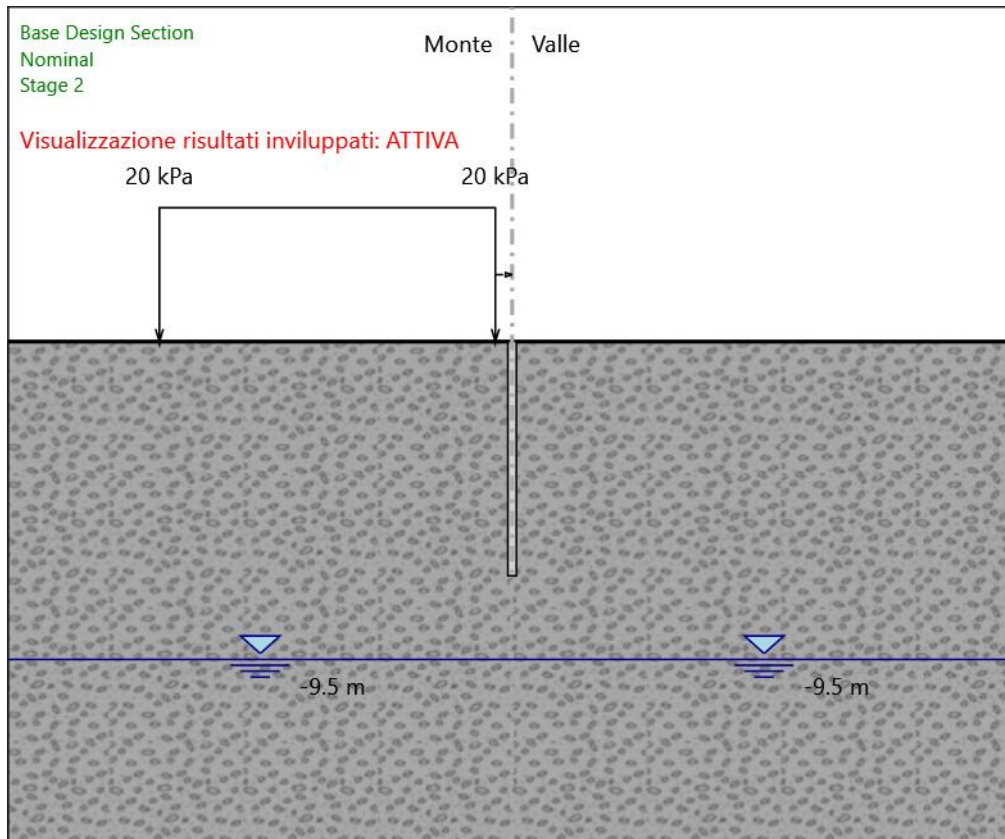 Base Design Section
Nominal
Stage 2
Monte
Valle
Visualizzazione risultati inviluppati: ATTIVA
20 kPa
20 kPa
-9.5 m
-9.5 m